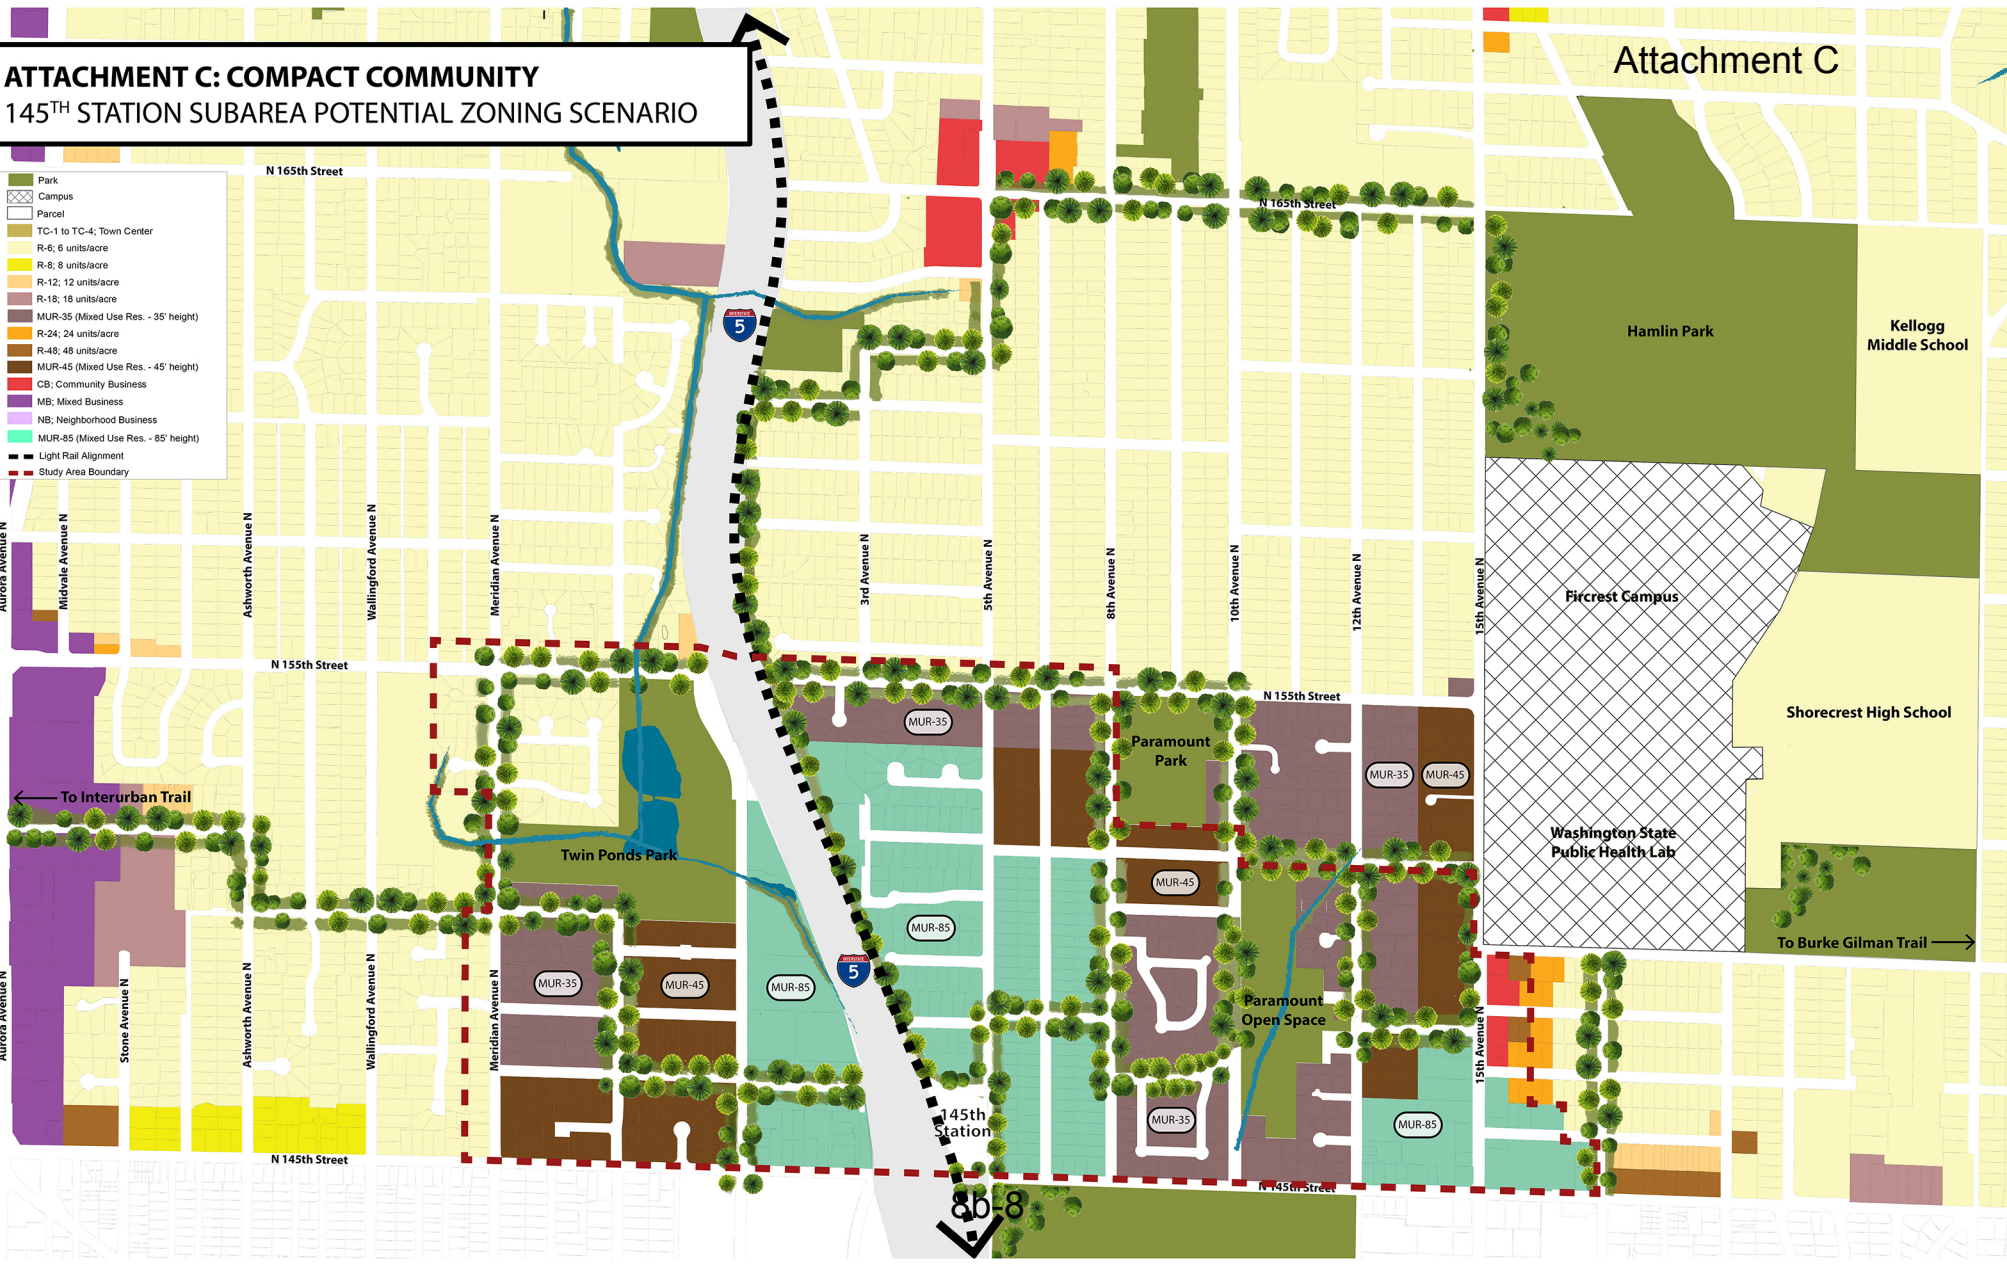 Attachment C
ATTACHMENT C: COMPACT COMMUNITY
145TH STATION SUBAREA POTENTIAL ZONING SCENARIO
N 165th Street
Park
Campus
Parcel
TC-1 to TC-4; Town Center
R-6; 6 units/acre
R-8; 8 units/acre
R-12; 12 units/acre
R-18; 18 units/acre
MUR-35 (Mixed Use Res. - 35' height)
R-24; 24 units/acre
R-48; 48 units/acre
MUR-45 (Mixed Use Res. - 45' height)
CB; Community Business
MB; Mixed Business
NB; Neighborhood Business
MUR-85 (Mixed Use Res. - 85' height)
Light Rail Alignment
Study Area Boundary
N 165th Street
INTERSTATE
5
Hamlin Park
Kellogg
Middle School
Aurora Avenue N
Midvale Avenue N
Ashworth Avenue N
Wallingford Avenue N
Meridian Avenue N
3rd Avenue N
5th Avenue N
8th Avenue N
10th Avenue N
12th Avenue N
15th Avenue N
Fircrest Campus
N 155th Street
N 155th Street
MUR-35
Paramount
Park
MUR-35
MUR-45
Shorecrest High School
To Interurban Trail
Twin Ponds Park
Washington State
Public Health Lab
MUR-45
MUR-85
To Burke Gilman Trail
INTERSTATE
5
MUR-35
MUR-45
MUR-85
Paramount
Open Space
Aurora Avenue N
Stone Avenue N
Ashworth Avenue N
Wallingford Avenue N
Meridian Avenue N
15th Avenue N
145th
Station
MUR-35
MUR-85
N 145th Street
N 145th Street
8b-8